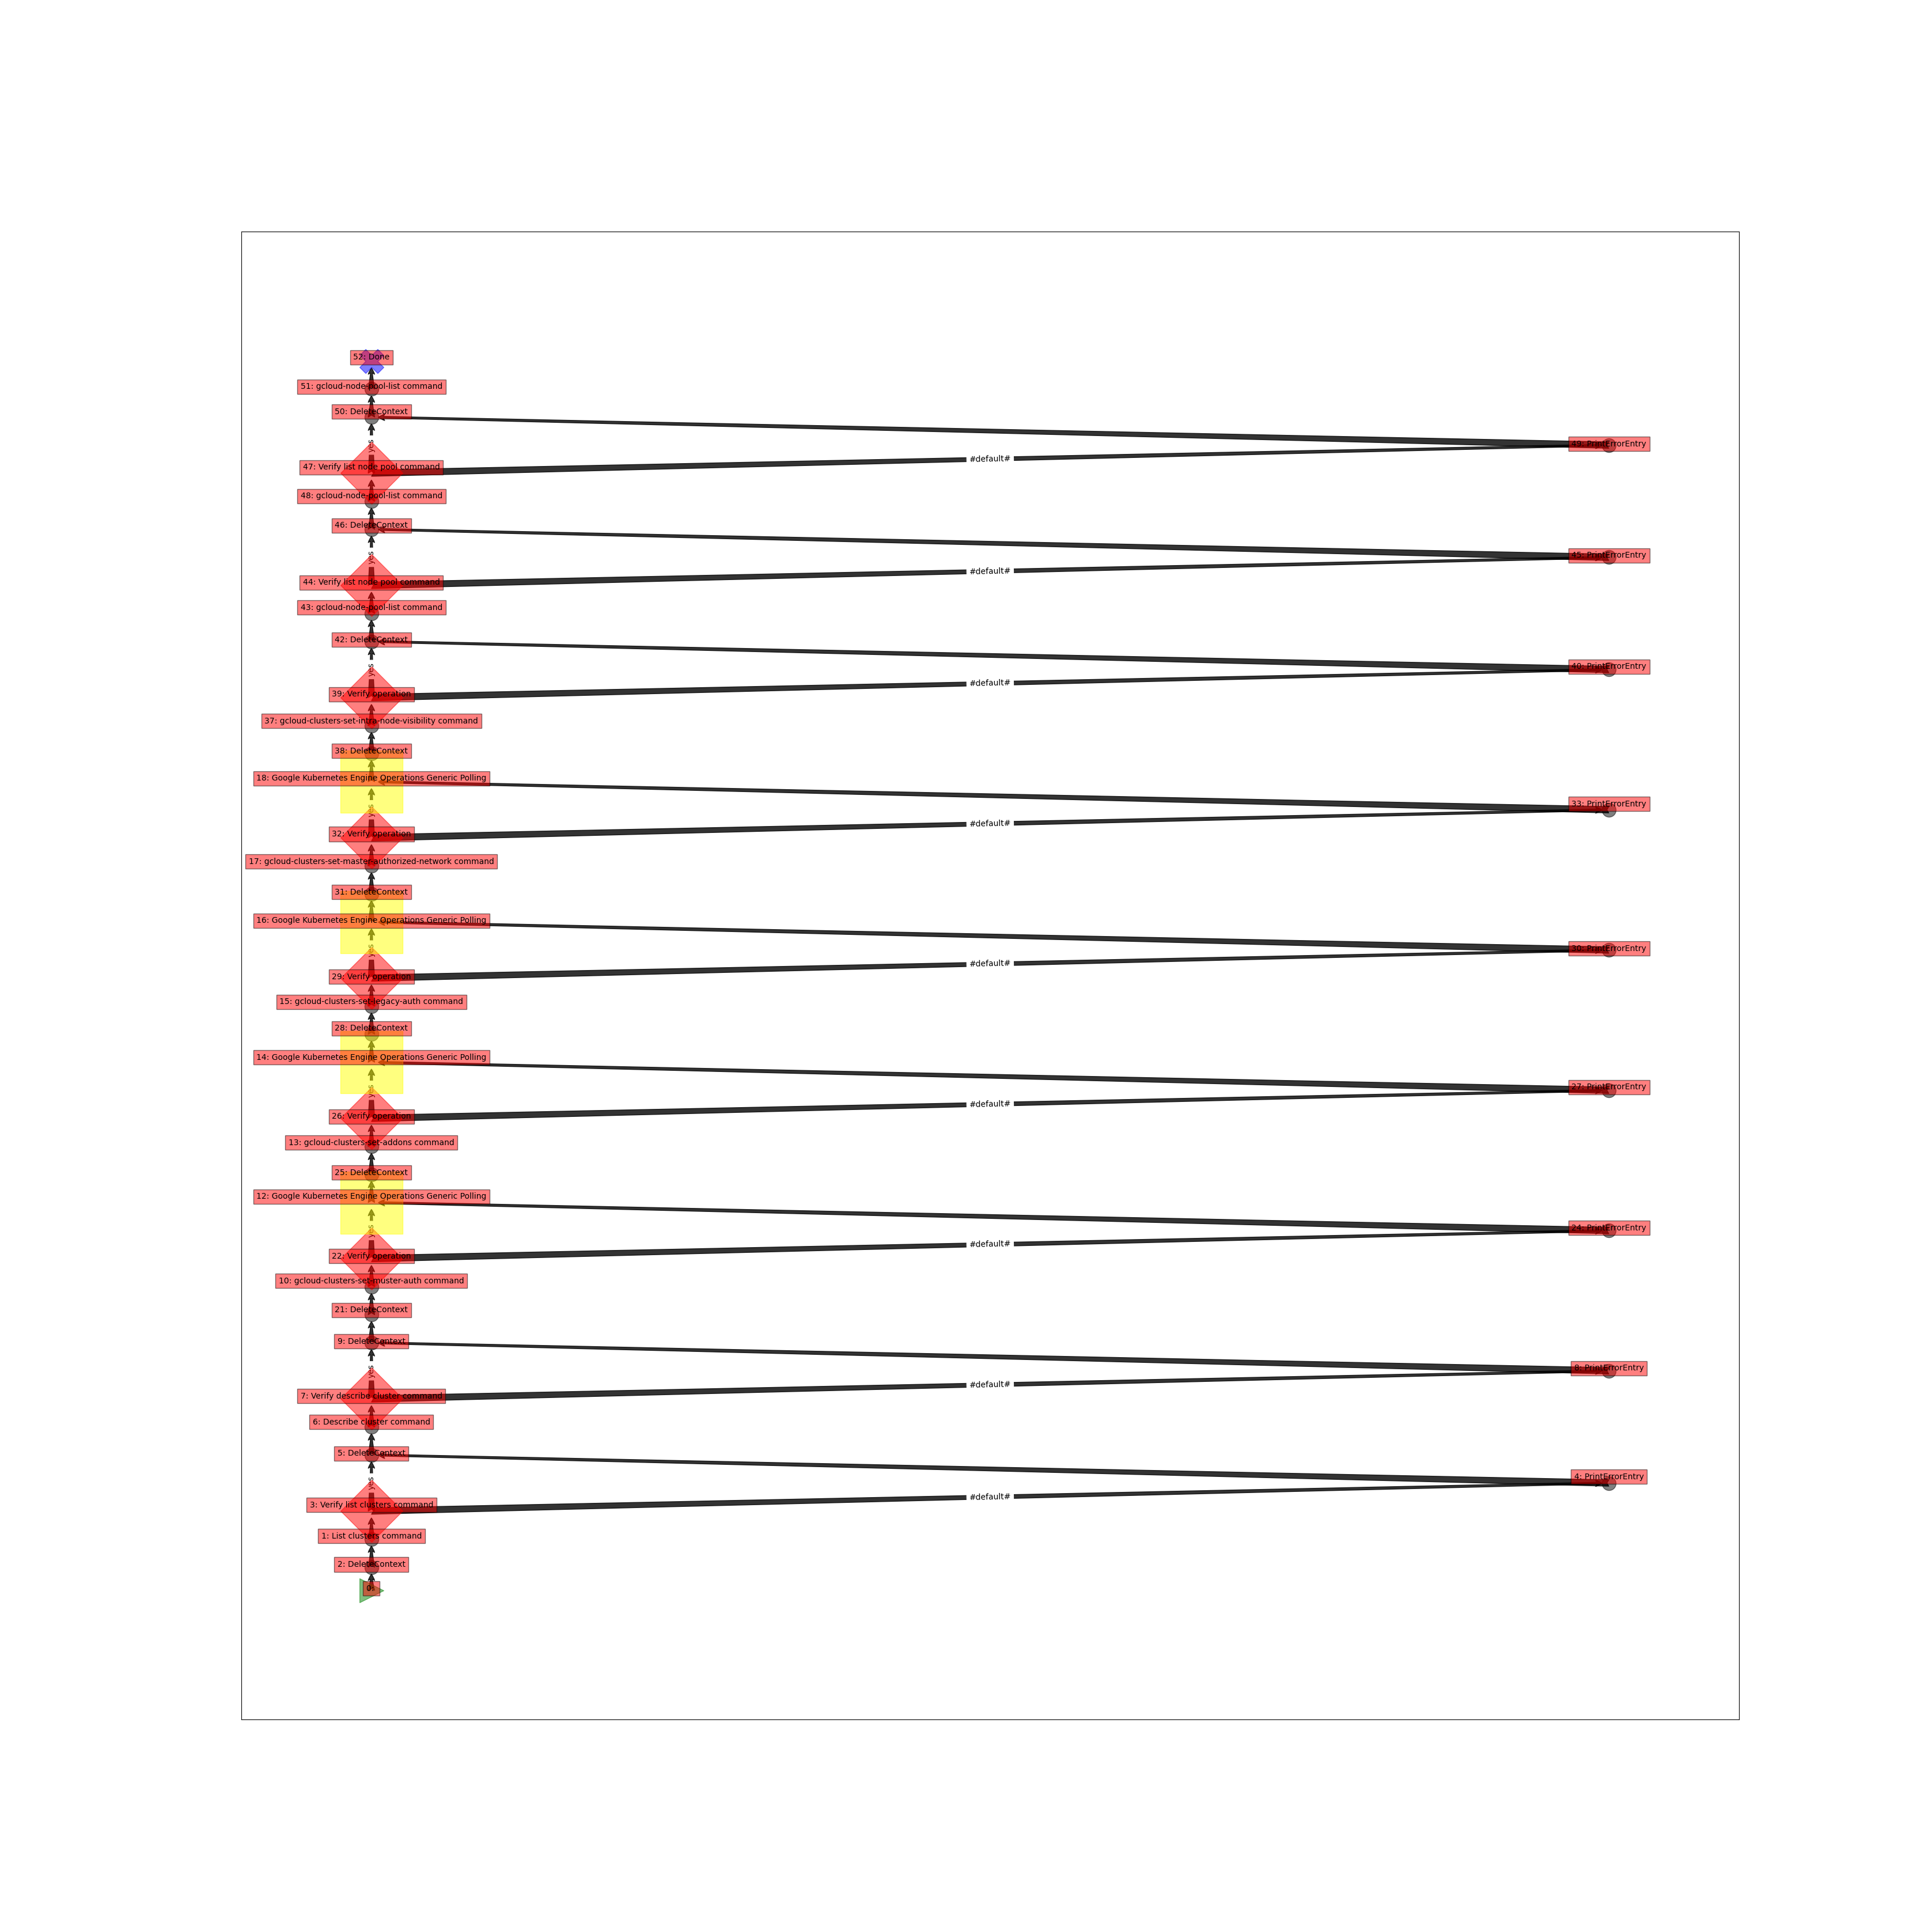 52: Done
51: gcloud-node-pool-list command
50: DeleteContext
49: PrintErrorEntry
yes
#default#
47: Verify list node pool command
48: gcloud-node-pool-list command
46: DeleteContext
45: PrintErrorEntry
yes
#default#
44: Verify list node pool command
43: gcloud-node-pool-list command
42: DeleteContext
40: PrintErrorEntry
yes
#default#
39: Verify operation
37: gcloud-clusters-set-intra-node-visibility command
38: DeleteContext
18: Google Kubernetes Engine Operations Generic Polling
33: PrintErrorEntry
yes
#default#
32: Verify operation
17: gcloud-clusters-set-master-authorized-network command
31: DeleteContext
16: Google Kubernetes Engine Operations Generic Polling
30: PrintErrorEntry
yes
#default#
29: Verify operation
15: gcloud-clusters-set-legacy-auth command
28: DeleteContext
14: Google Kubernetes Engine Operations Generic Polling
27: PrintErrorEntry
yes
#default#
26: Verify operation
13: gcloud-clusters-set-addons command
25: DeleteContext
12: Google Kubernetes Engine Operations Generic Polling
24: PrintErrorEntry
yes
#default#
22: Verify operation
10: gcloud-clusters-set-muster-auth command
21: DeleteContext
9: DeleteContext
8: PrintErrorEntry
yes
#default#
7: Verify describe cluster command
6: Describe cluster command
5: DeleteContext
4: PrintErrorEntry
yes
#default#
3: Verify list clusters command
1: List clusters command
2: DeleteContext
0: